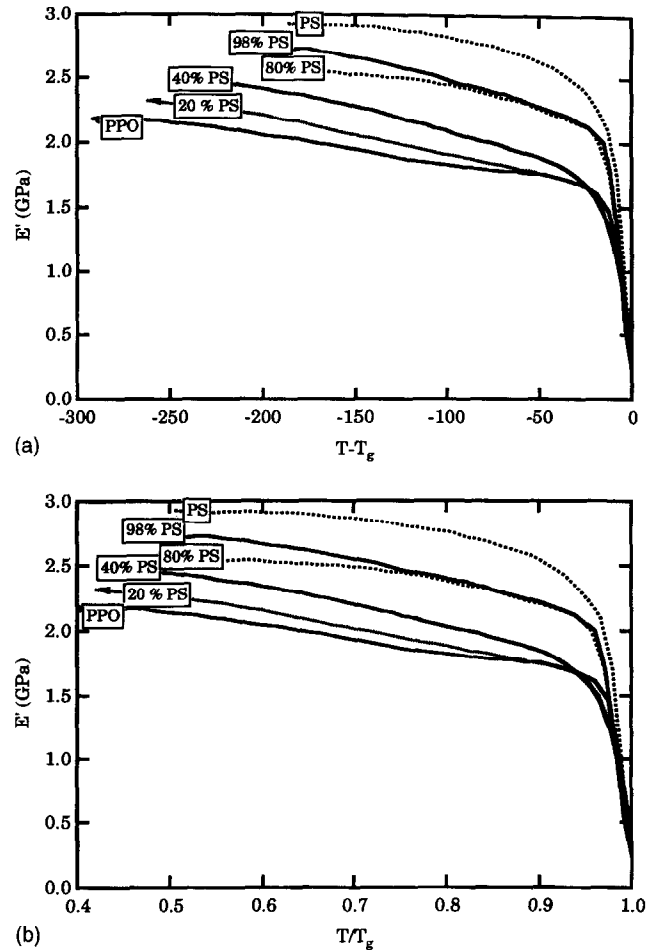 3.0
PS
98% PS
2.5
80% PS
40% PS
20 % PS
2.0
PPO
E' (GPa)
1.5
1.0
0.5
0.0
-300 -250 -200 -150 -100 -50 0
T-Tg
(a)
3.0
PS
98% PS
2.5
80% PS
40% PS
20 % PS
2.0
PPO
E' (GPa)
1.5
1.0
0.5
0.0
0.4 0.5 0.6 0.7 0.8 0.9 1.0
T/Tg
(b)